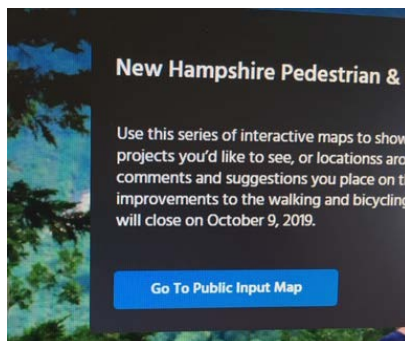 New Hampshire Pedestrian &
Use this series of interactive maps to show
projects you'd like to see, or locationss aro
comments and suggestions you place on th
improvements to the walking and bicycling
will close on October 9, 2019.
Go To Public Input Map